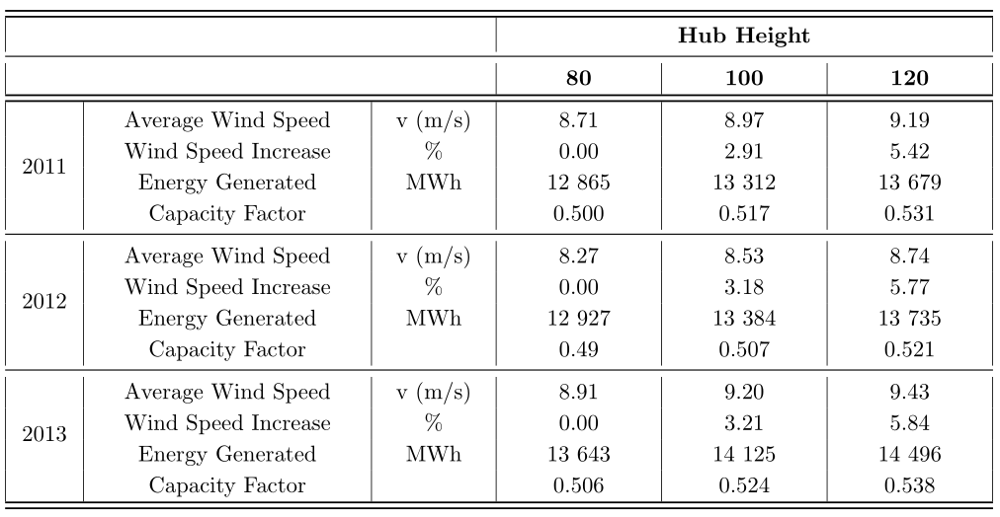 Hub Height
80 100 120
Average Wind Speed v (m/s) 8.71 8.97 9.19
Wind Speed Increase % 0.00 2.91 5.42
2011
Energy Generated MWh 12 865 13 312 13 679
Capacity Factor 0.500 0.517 0.531
Average Wind Speed v (m/s) 8.27 8.53 8.74
Wind Speed Increase % 0.00 3.18 5.77
2012
Energy Generated MWh 12 927 13 384 13 735
Capacity Factor 0.49 0.507 0.521
Average Wind Speed v (m/s) 8.91 9.20 9.43
Wind Speed Increase % 0.00 3.21 5.84
2013
Energy Generated MWh 13 643 14 125 14 496
Capacity Factor 0.506 0.524 0.538